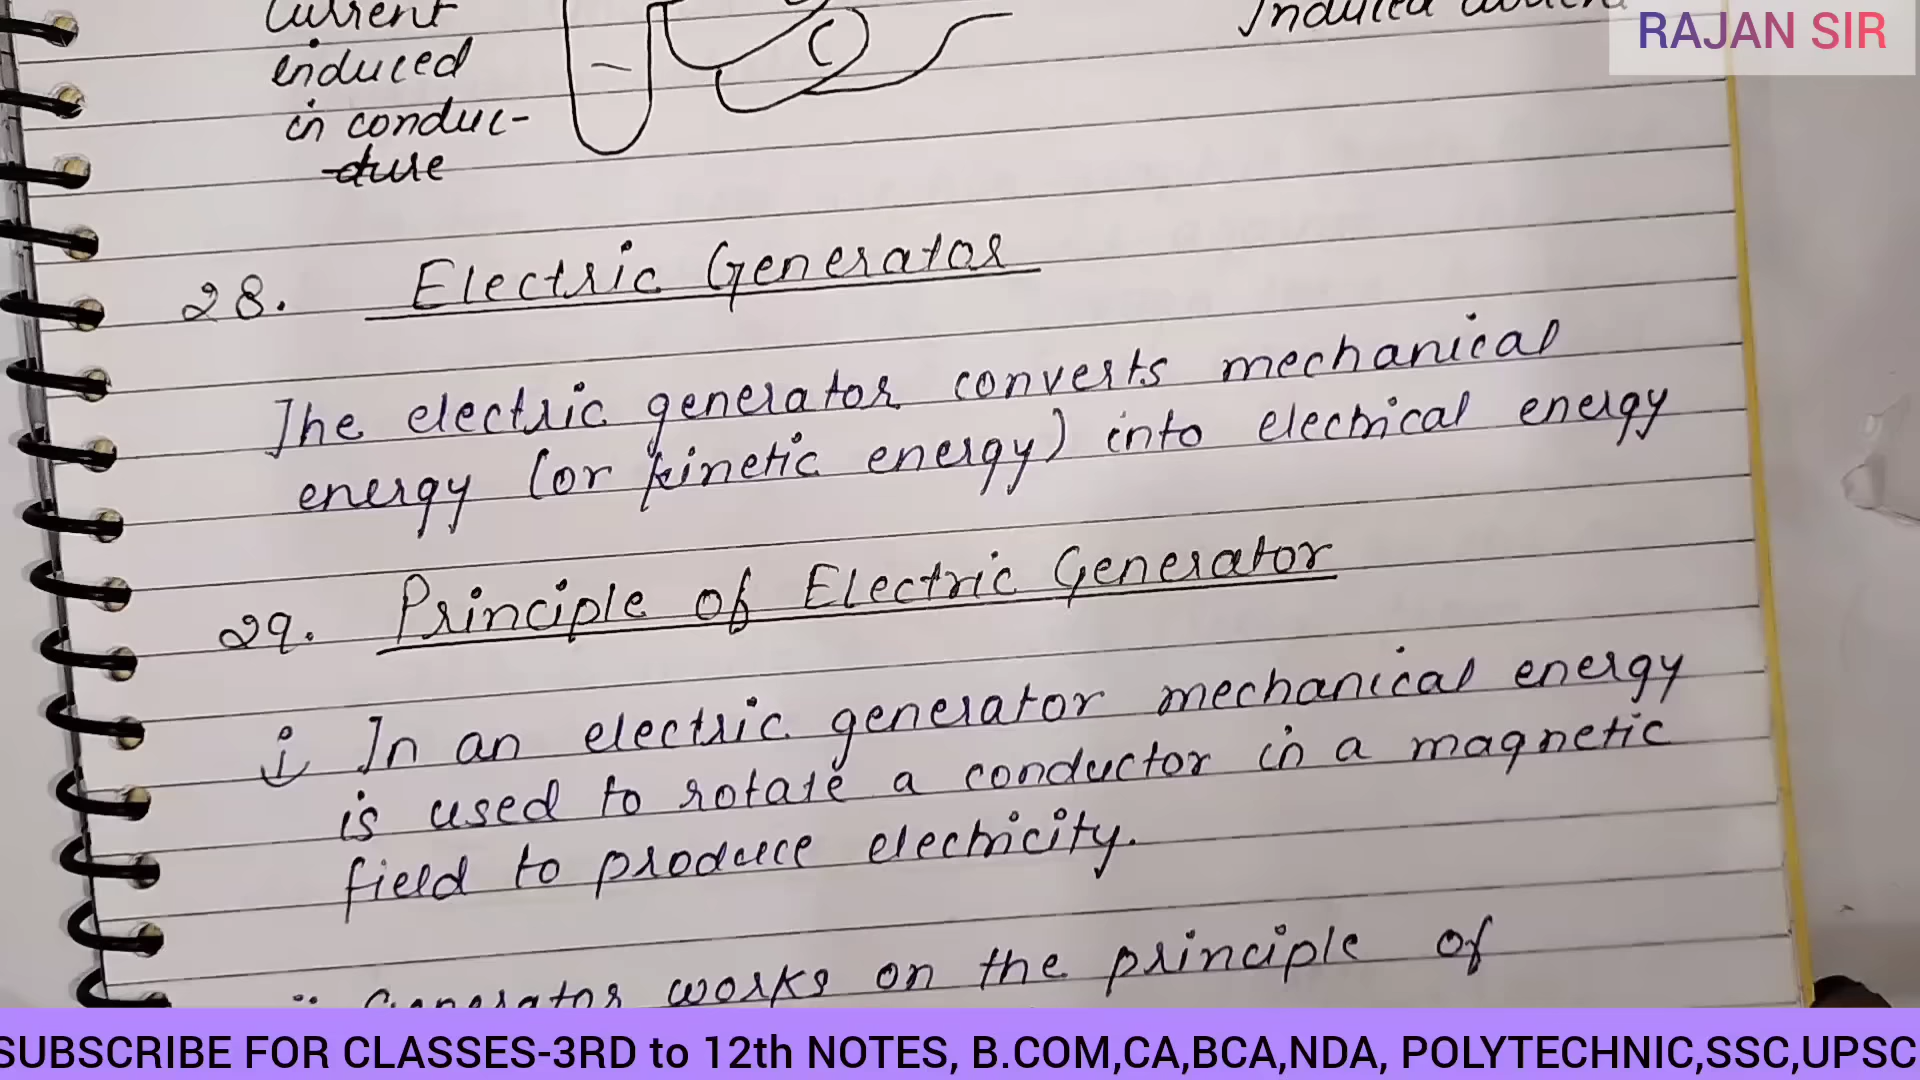 Current
induced
in conduc-
-ture
Induced
RAJAN SIR
28. Electric Generator
The electric generator converts mechanical
energy (or kinetic energy) into electrical energy
29. Principle of Electric Generator
i In an electric generator mechanical energy
is used to rotate a conductor in a magnetic
field to produce electricity.
ii Generator works on the principle of
SUBSCRIBE FOR CLASSES-3RD to 12th NOTES, B.COM,CA,BCA,NDA, POLYTECHNIC,SSC,UPSC